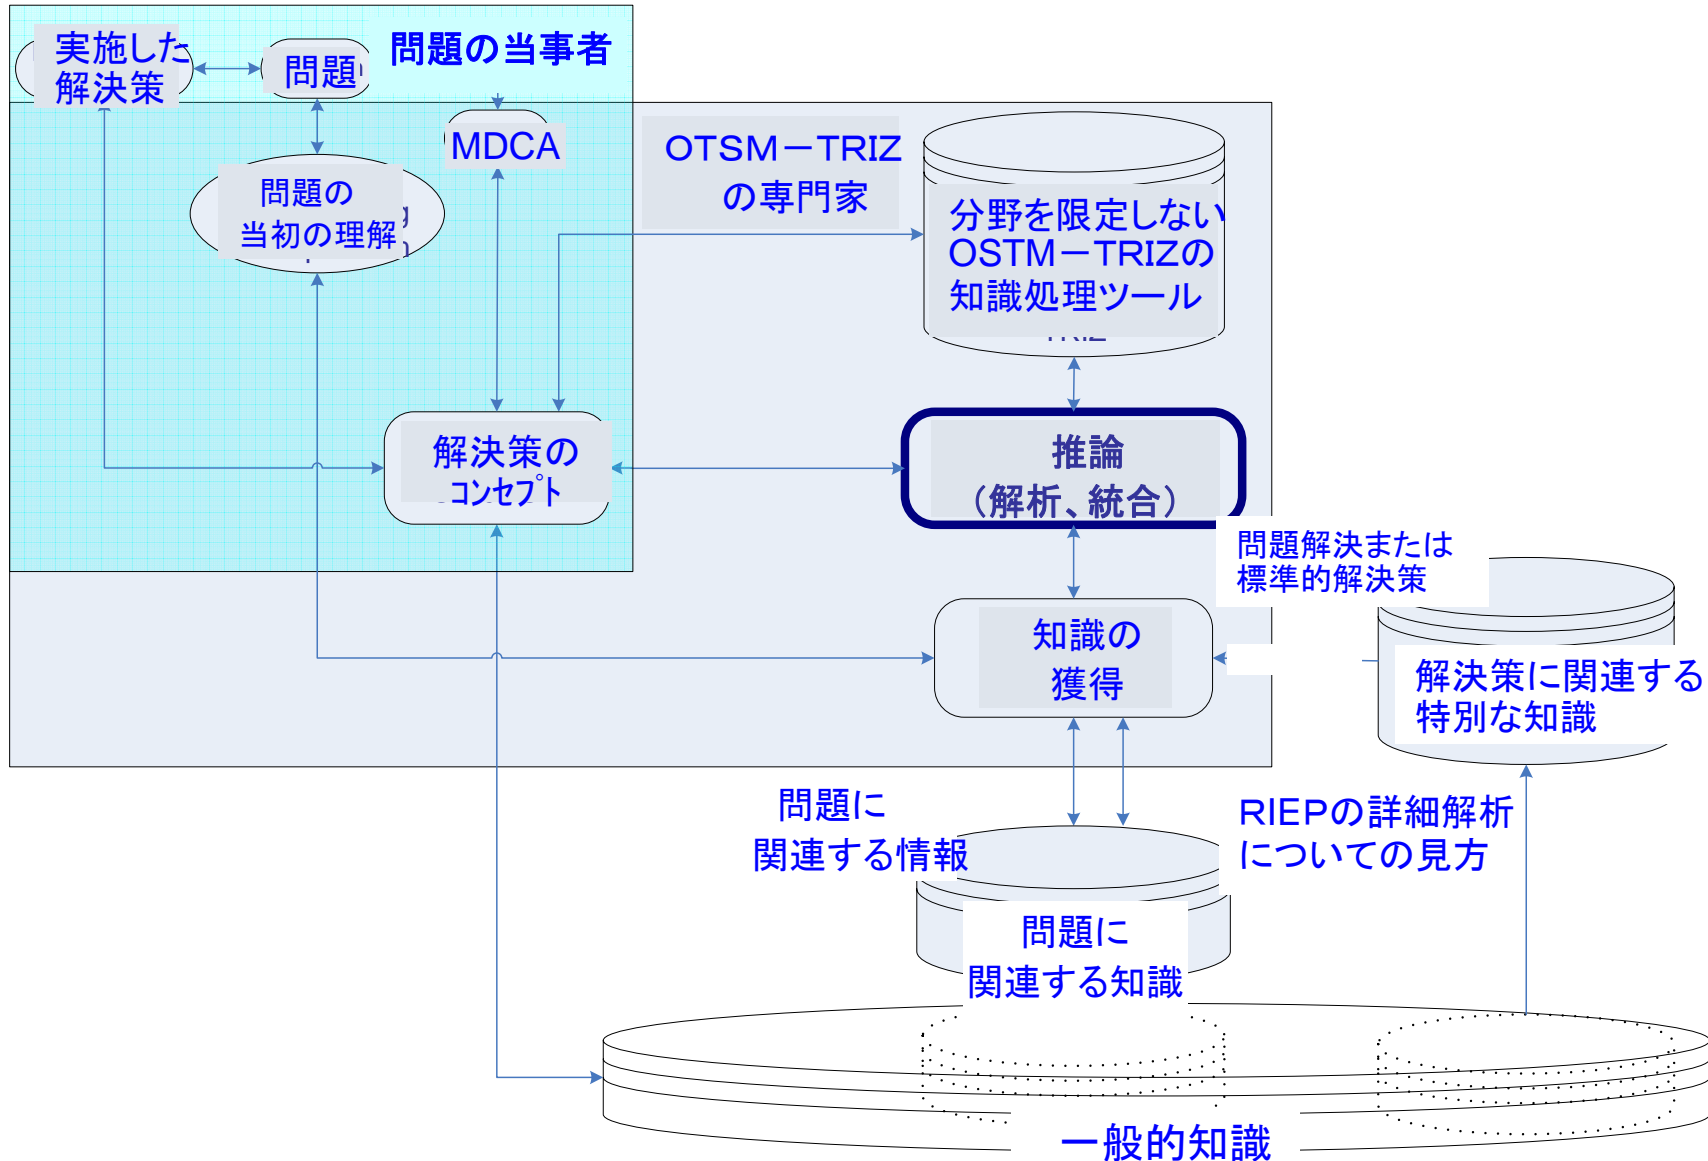 実施した
解決策
問題
問題の当事者
MDCA
問題の
当初の理解
OTSM－TRIZ
の専門家
分野を限定しない
OSTM－TRIZの
知識処理ツール
解決策の
コンセプト
推論
（解析、統合）
問題解決または
標準的解決策
知識の
獲得
解決策に関連する
特別な知識
問題に
関連する情報
RIEPの詳細解析
についての見方
問題に
関連する知識
一般的知識